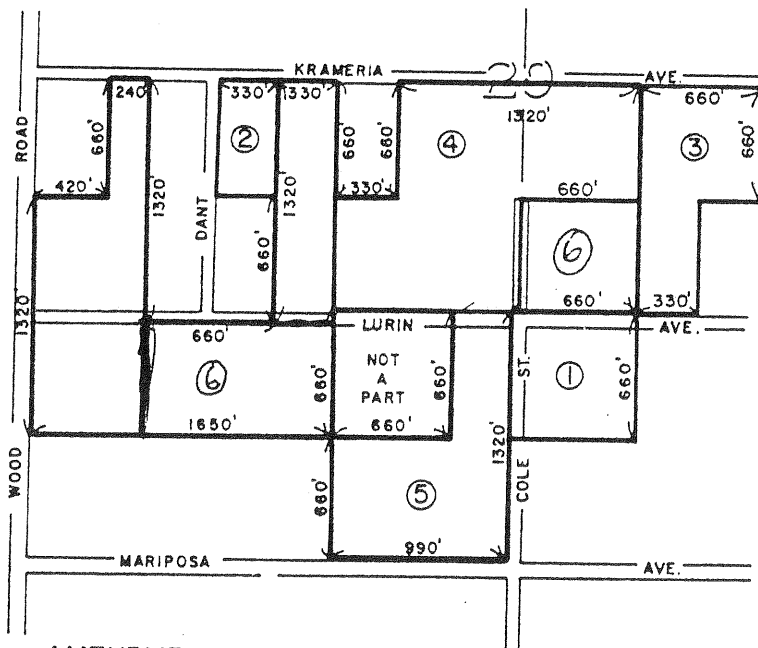 KRAMERIA 29 AVE.
240' 330' 330' 1320' 660'
ROAD 660' ② 660' 660' ④ ③ 660'
420' 1320' 1320' 330' 660'
DANT 660' ⑥
1320' 660' 330'
LURIN AVE.
660' NOT
A
PART
⑥ 660' 660' ST. ① 660'
1650' 660' 1320'
WOOD 660' ⑤ COLE
990'
MARIPOSA AVE.